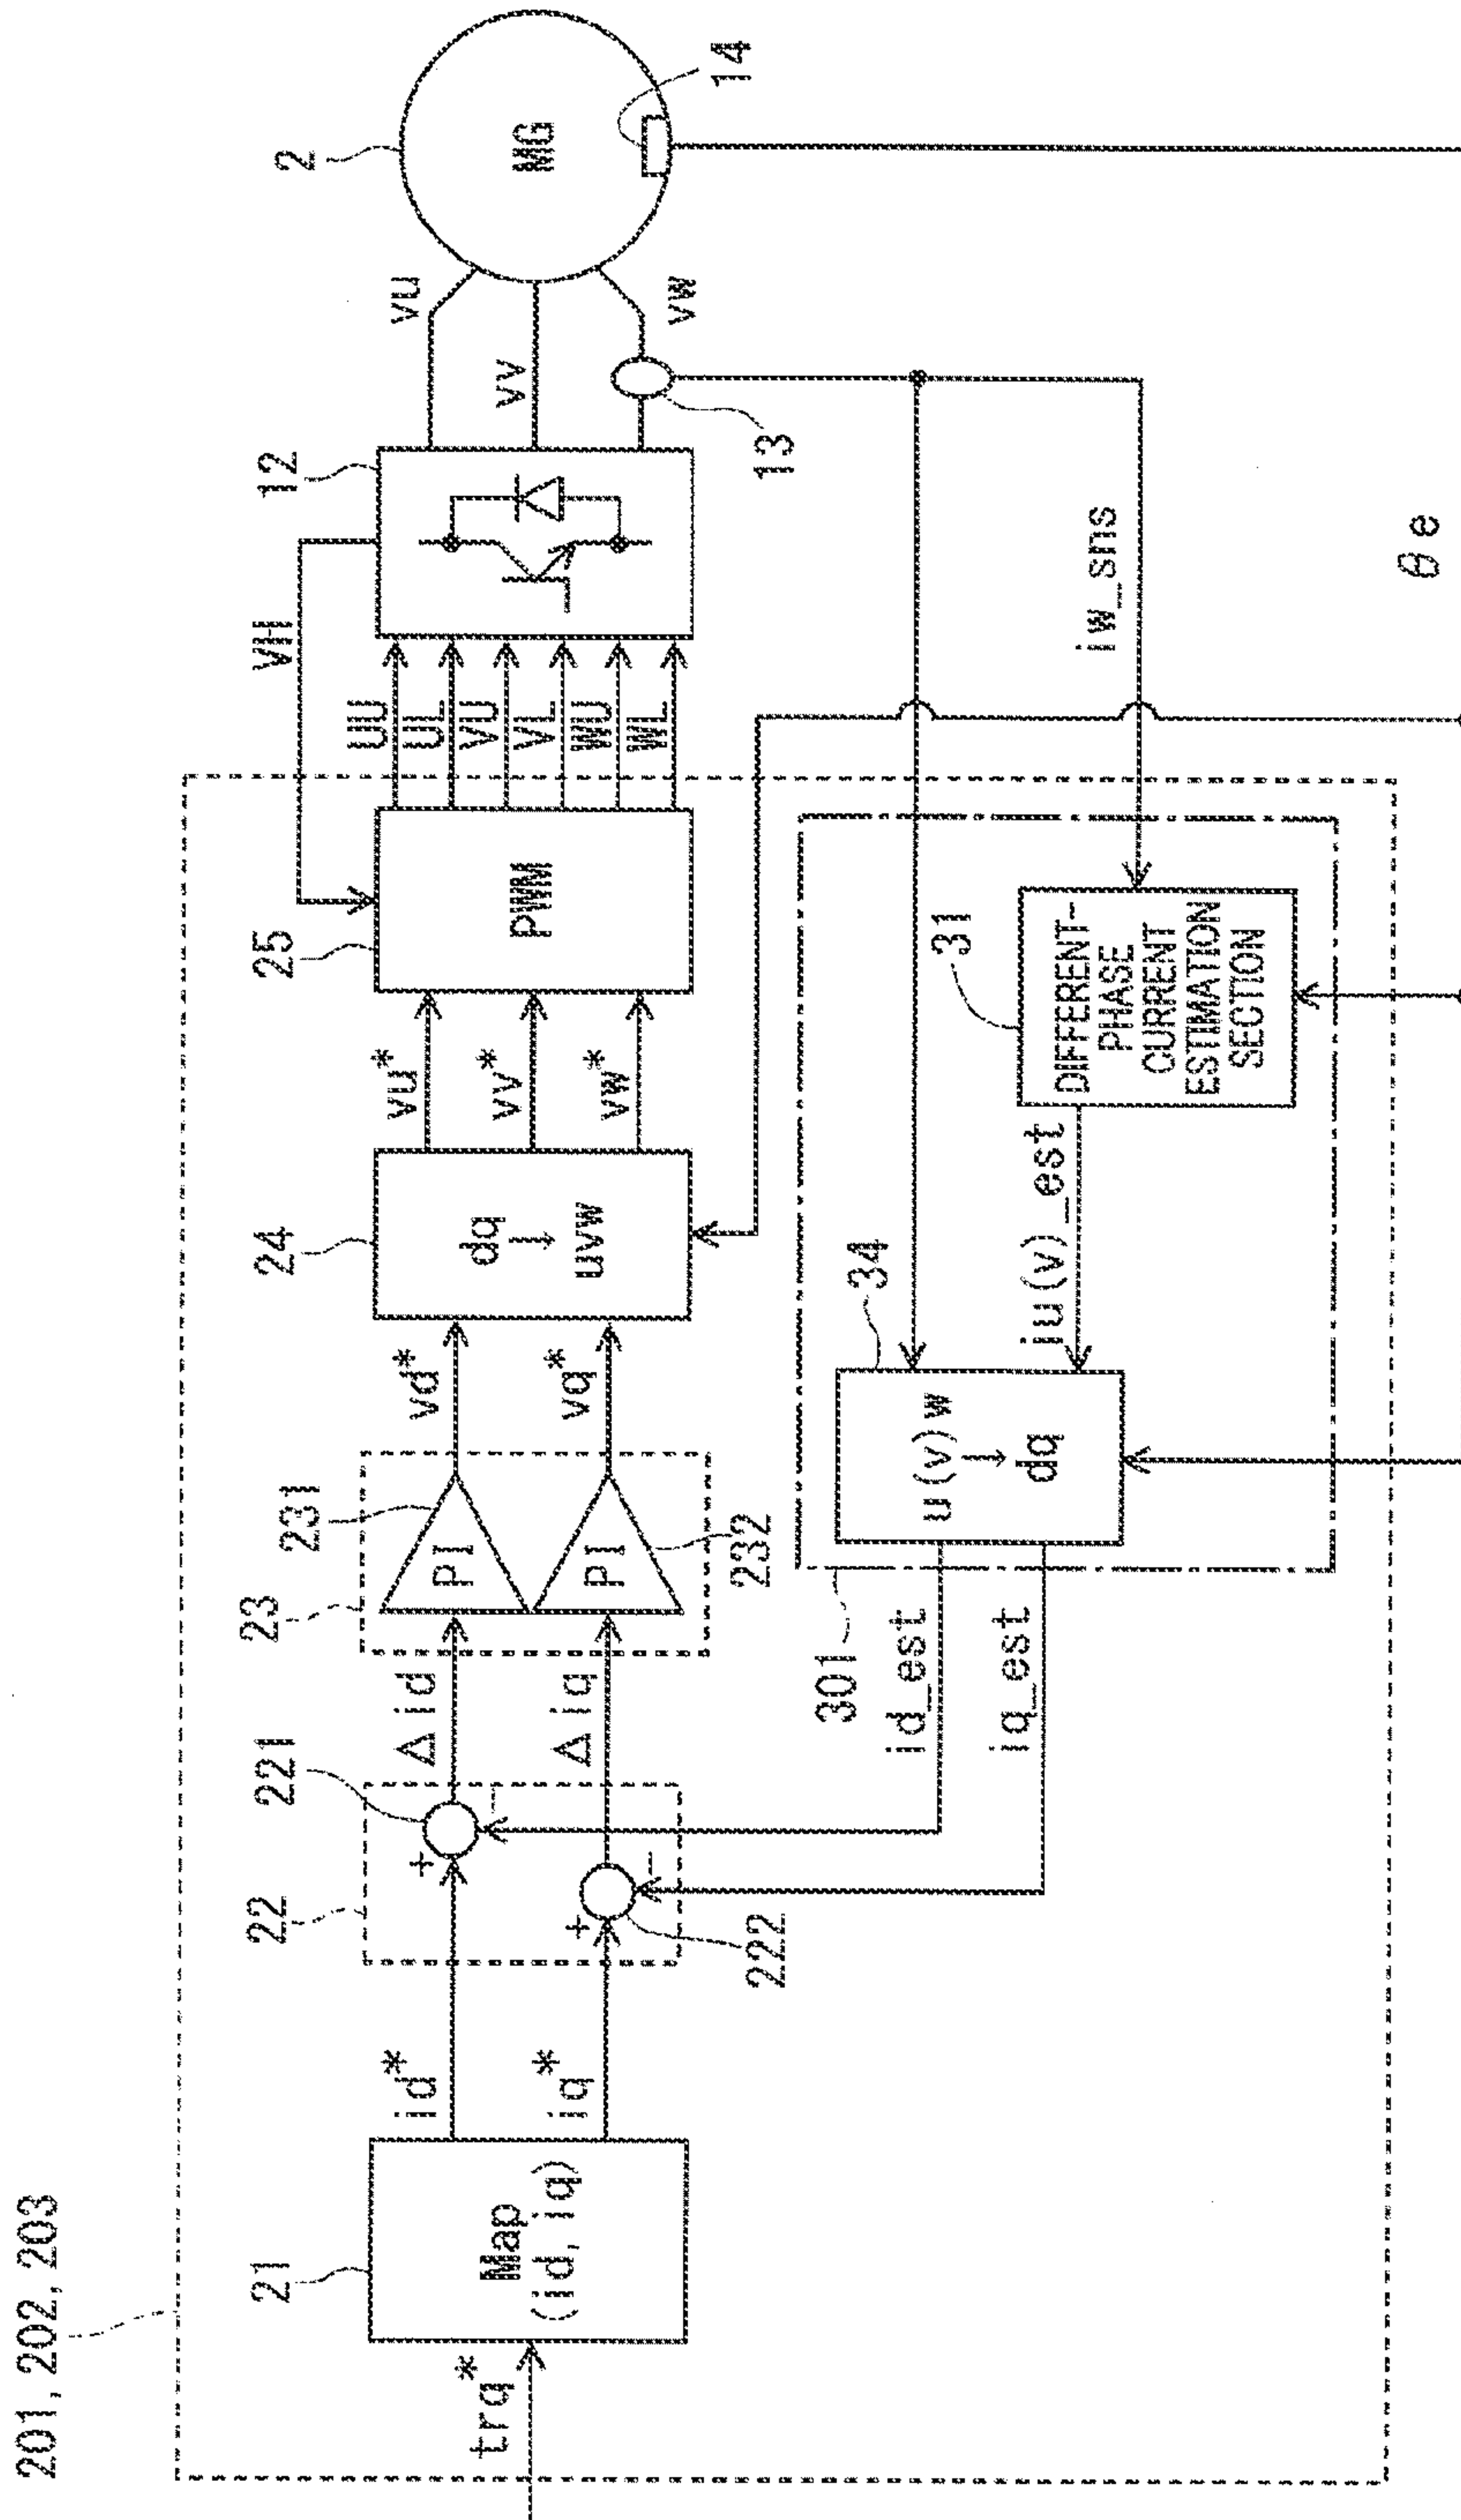 201, 202, 203
trq*
21
Map
(id, iq)
id*
iq*
22
221
+
−
222
+
−
Δid
Δiq
23
231
PI
PI
232
vd*
vq*
24
dq
↓
uvw
vu*
vv*
vw*
25
PWM
VH
UU
UL
VU
VL
WU
WL
12
vu
vv
vw
13
2
MG
14
301
id_est
iq_est
34
u(v)w
↓
dq
iu(v)_est
31
DIFFERENT-
PHASE
CURRENT
ESTIMATION
SECTION
iw_sns
θe